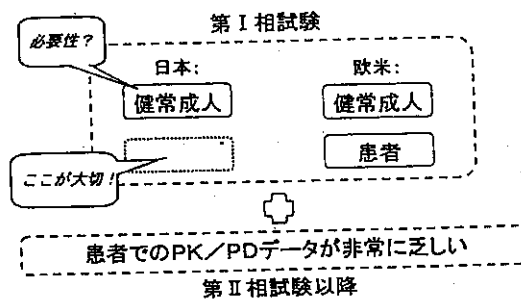 第Ⅰ相試験
必要性？
日本：
欧米：
健常成人
健常成人
患者
ここが大切！
患者でのPK／PDデータが非常に乏しい
第Ⅱ相試験以降